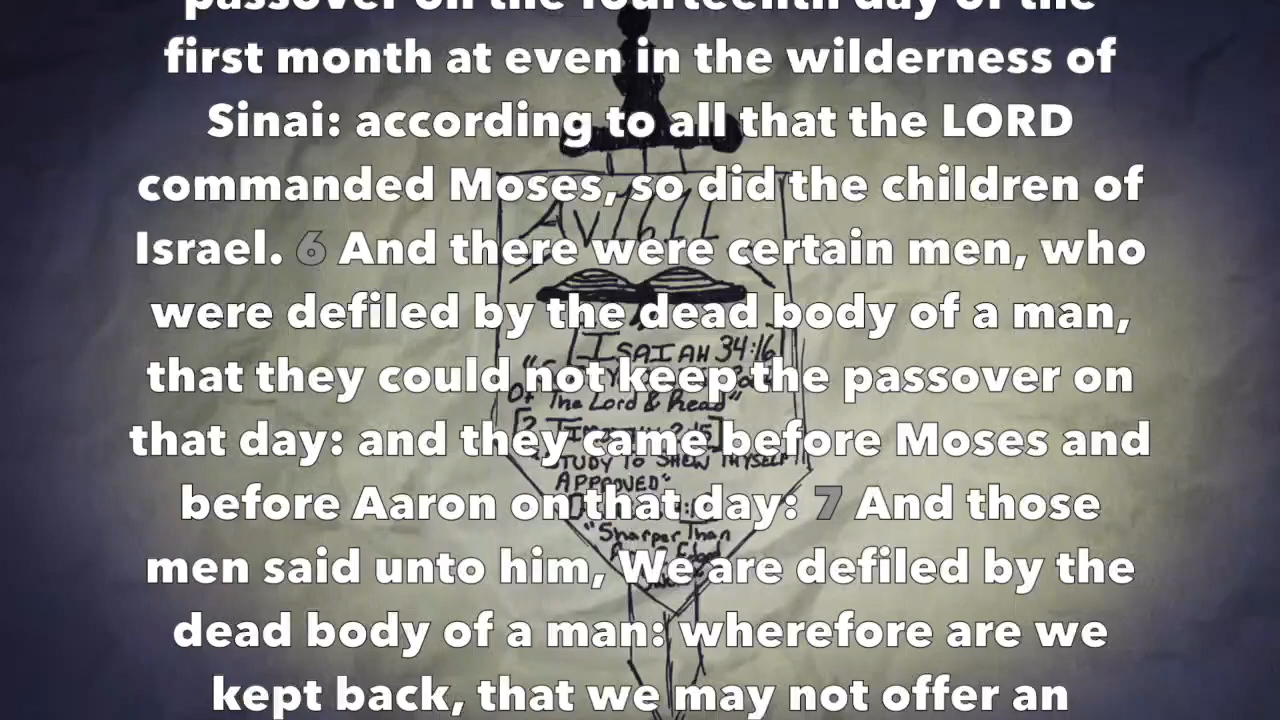 passover on the fourteenth day of the
first month at even in the wilderness of
Sinai: according to all that the LORD
commanded Moses, so did the children of
Israel. 6 And there were certain men, who
were defiled by the dead body of a man,
that they could not keep the passover on
that day: and they came before Moses and
before Aaron on that day: 7 And those
men said unto him, We are defiled by the
dead body of a man: wherefore are we
kept back, that we may not offer an
AV1611
[ISAIAH 34:16]
Of The Lord & Read"
"STUDY TO SHEW THYSELF
APPROVED"
"Sharper Than